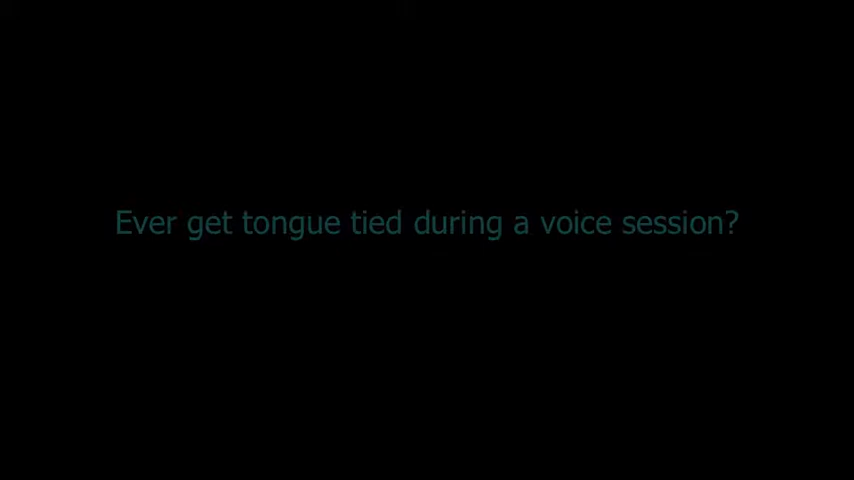 Ever get tongue tied during a voice session?